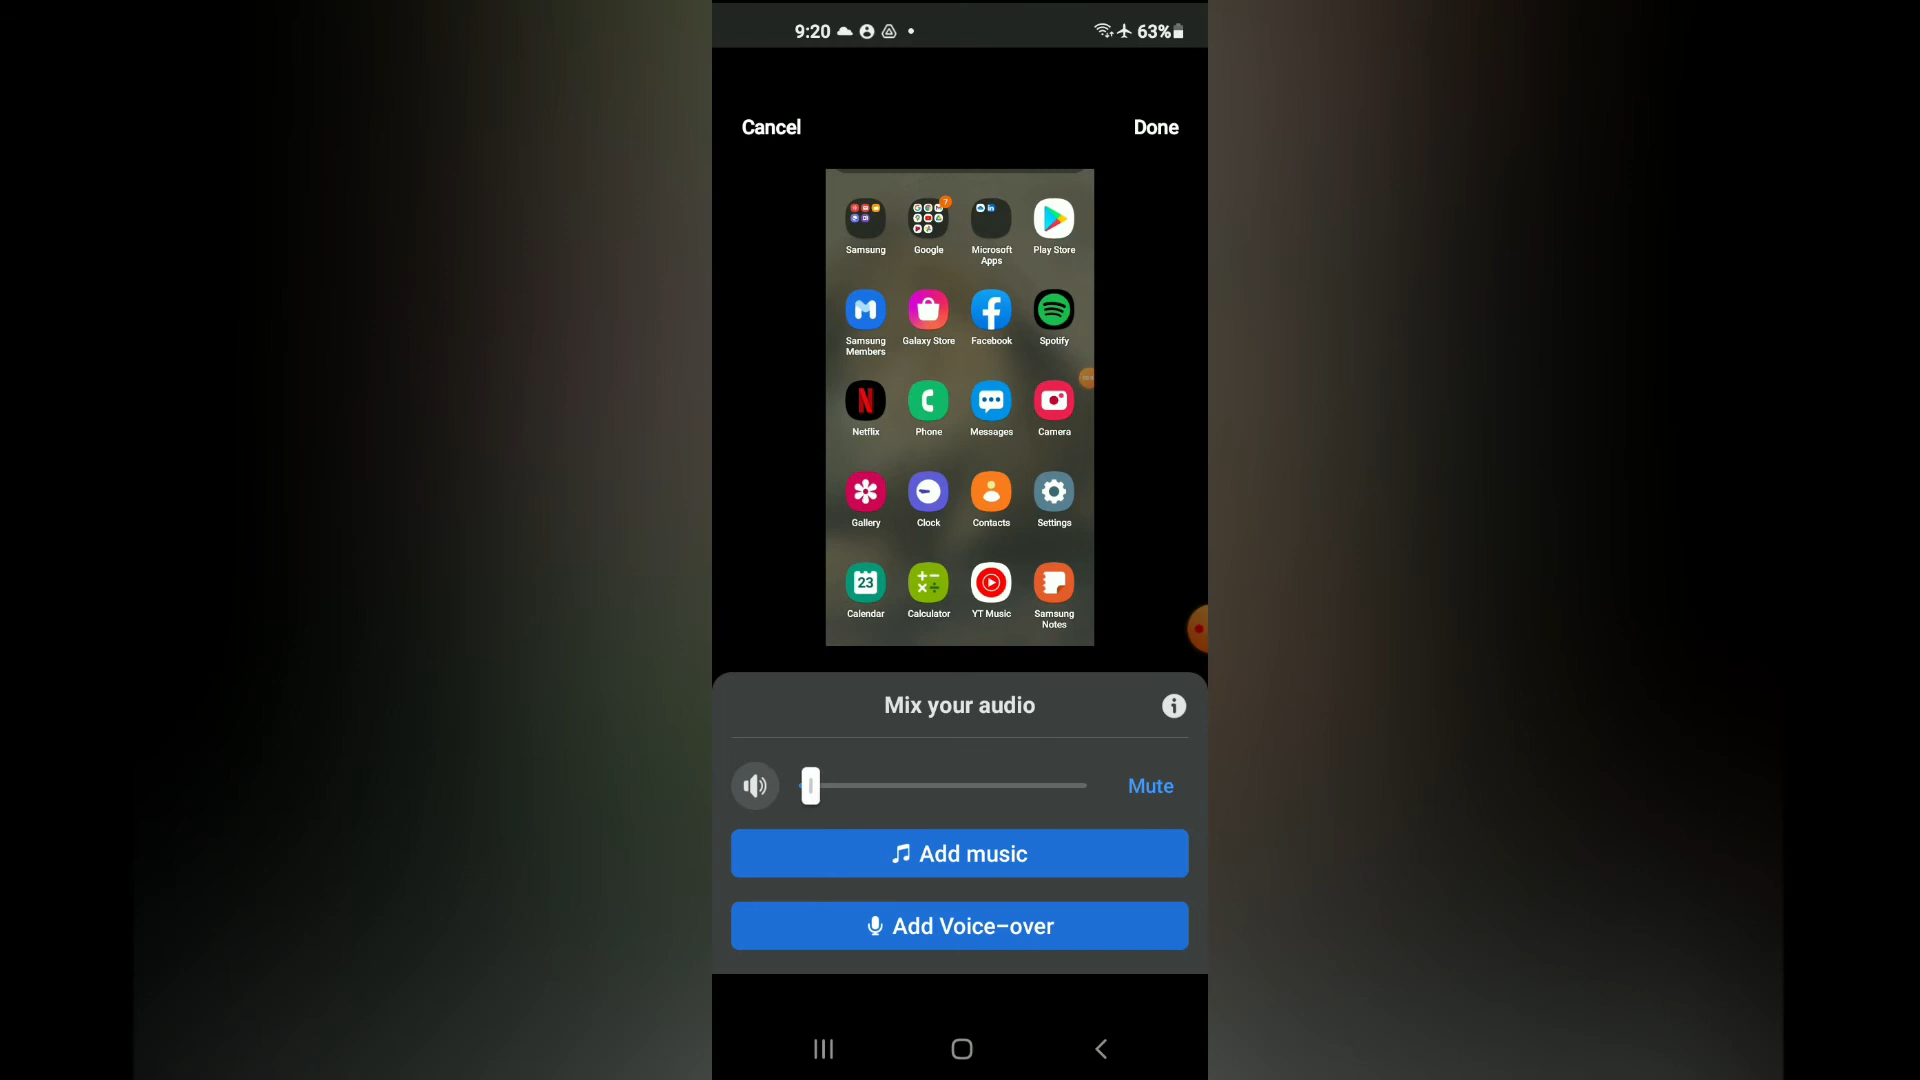 9:20
63%
Cancel
Done
7
Samsung
Google
Microsoft
Apps
Play Store
Samsung
Members
Galaxy Store
Facebook
Spotify
Netflix
Phone
Messages
Camera
Gallery
Clock
Contacts
Settings
23
Calendar
Calculator
YT Music
Samsung
Notes
Mix your audio
Mute
Add music
Add Voice-over